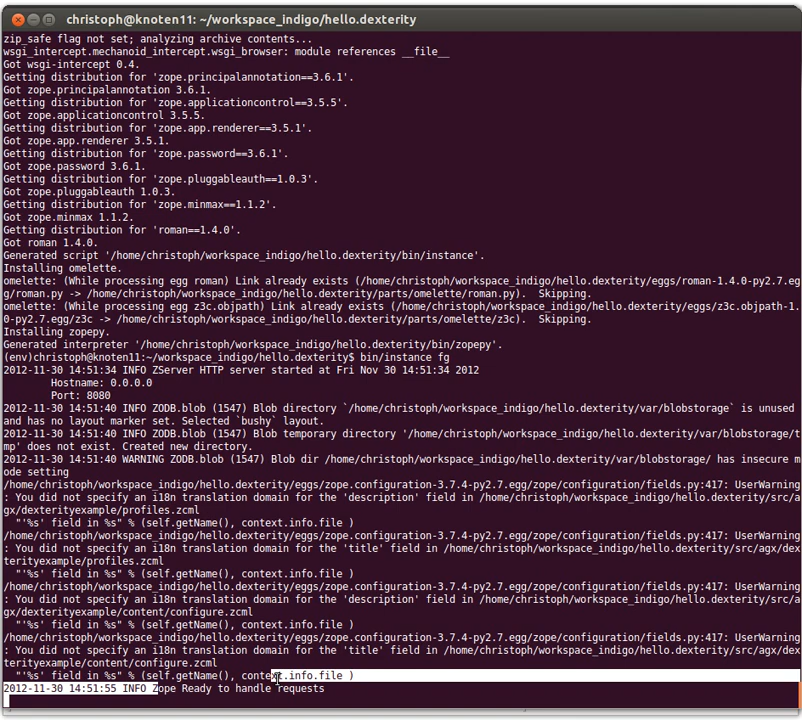 christoph@knoten11: ~/workspace_indigo/hello.dexterity
zip_safe flag not set; analyzing archive contents...
wsgi_intercept.mechanoid_intercept.wsgi_browser: module references __file__
Got wsgi-intercept 0.4.
Getting distribution for 'zope.principalannotation==3.6.1'.
Got zope.principalannotation 3.6.1.
Getting distribution for 'zope.applicationcontrol==3.5.5'.
Got zope.applicationcontrol 3.5.5.
Getting distribution for 'zope.app.renderer==3.5.1'.
Got zope.app.renderer 3.5.1.
Getting distribution for 'zope.password==3.6.1'.
Got zope.password 3.6.1.
Getting distribution for 'zope.pluggableauth==1.0.3'.
Got zope.pluggableauth 1.0.3.
Getting distribution for 'zope.minmax==1.1.2'.
Got zope.minmax 1.1.2.
Getting distribution for 'roman==1.4.0'.
Got roman 1.4.0.
Generated script '/home/christoph/workspace_indigo/hello.dexterity/bin/instance'.
Installing omelette.
omelette: (While processing egg roman) Link already exists (/home/christoph/workspace_indigo/hello.dexterity/eggs/roman-1.4.0-py2.7.eg
g/roman.py -> /home/christoph/workspace_indigo/hello.dexterity/parts/omelette/roman.py).  Skipping.
omelette: (While processing egg z3c.objpath) Link already exists (/home/christoph/workspace_indigo/hello.dexterity/eggs/z3c.objpath-1.
0-py2.7.egg/z3c -> /home/christoph/workspace_indigo/hello.dexterity/parts/omelette/z3c).  Skipping.
Installing zopepy.
Generated interpreter '/home/christoph/workspace_indigo/hello.dexterity/bin/zopepy'.
(env)christoph@knoten11:~/workspace_indigo/hello.dexterity$ bin/instance fg
2012-11-30 14:51:34 INFO ZServer HTTP server started at Fri Nov 30 14:51:34 2012
Hostname: 0.0.0.0
Port: 8080
2012-11-30 14:51:40 INFO ZODB.blob (1547) Blob directory `/home/christoph/workspace_indigo/hello.dexterity/var/blobstorage` is unused
and has no layout marker set. Selected `bushy` layout.
2012-11-30 14:51:40 INFO ZODB.blob (1547) Blob temporary directory '/home/christoph/workspace_indigo/hello.dexterity/var/blobstorage/t
mp' does not exist. Created new directory.
2012-11-30 14:51:40 WARNING ZODB.blob (1547) Blob dir /home/christoph/workspace_indigo/hello.dexterity/var/blobstorage/ has insecure m
ode setting
/home/christoph/workspace_indigo/hello.dexterity/eggs/zope.configuration-3.7.4-py2.7.egg/zope/configuration/fields.py:417: UserWarning
: You did not specify an i18n translation domain for the 'description' field in /home/christoph/workspace_indigo/hello.dexterity/src/a
gx/dexterityexample/profiles.zcml
"'%s' field in %s" % (self.getName(), context.info.file )
/home/christoph/workspace_indigo/hello.dexterity/eggs/zope.configuration-3.7.4-py2.7.egg/zope/configuration/fields.py:417: UserWarning
: You did not specify an i18n translation domain for the 'title' field in /home/christoph/workspace_indigo/hello.dexterity/src/agx/dex
terityexample/profiles.zcml
"'%s' field in %s" % (self.getName(), context.info.file )
/home/christoph/workspace_indigo/hello.dexterity/eggs/zope.configuration-3.7.4-py2.7.egg/zope/configuration/fields.py:417: UserWarning
: You did not specify an i18n translation domain for the 'description' field in /home/christoph/workspace_indigo/hello.dexterity/src/a
gx/dexterityexample/content/configure.zcml
"'%s' field in %s" % (self.getName(), context.info.file )
/home/christoph/workspace_indigo/hello.dexterity/eggs/zope.configuration-3.7.4-py2.7.egg/zope/configuration/fields.py:417: UserWarning
: You did not specify an i18n translation domain for the 'title' field in /home/christoph/workspace_indigo/hello.dexterity/src/agx/dex
terityexample/content/configure.zcml
"'%s' field in %s" % (self.getName(), context.info.file )
2012-11-30 14:51:55 INFO Zope Ready to handle requests